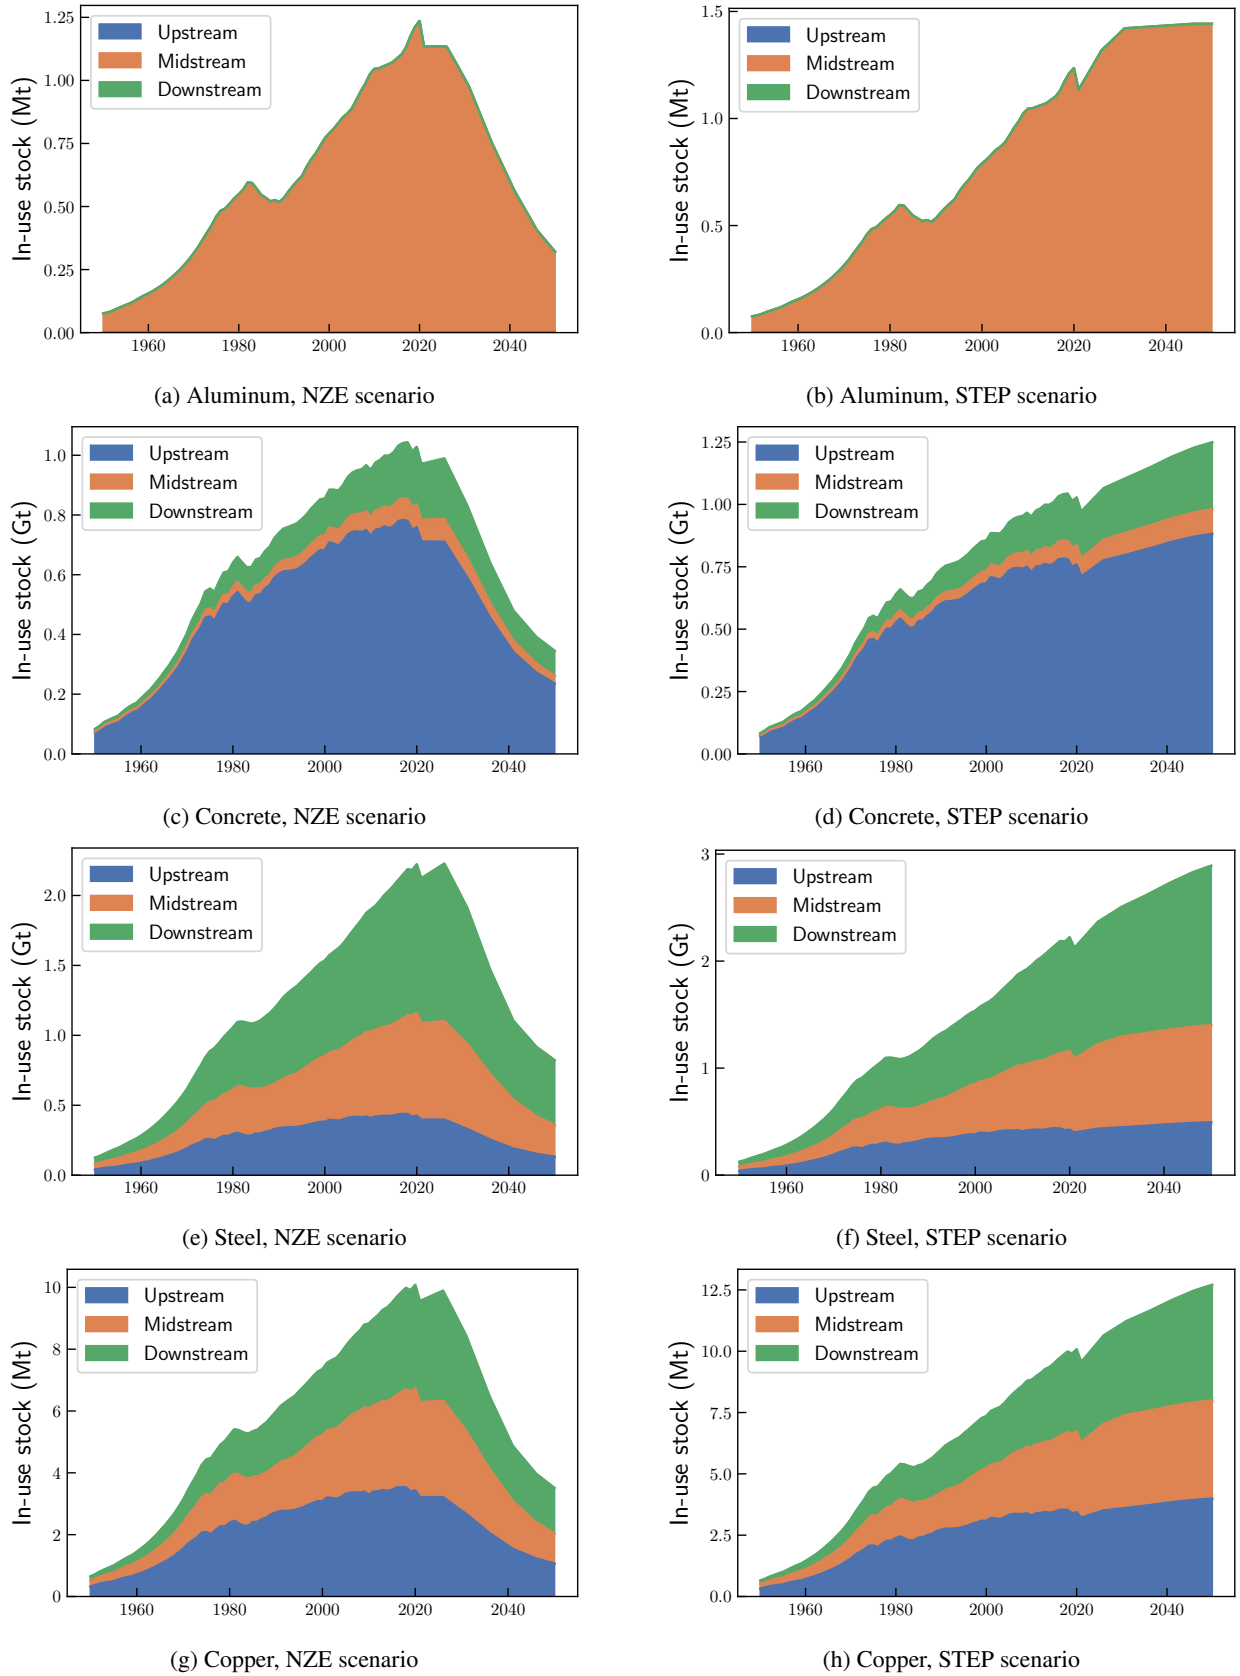 1.25
1.00
0.75
0.50
0.25
0.00
In-use stock (Mt)
Upstream
Midstream
Downstream
1960 1980 2000 2020 2040
(a) Aluminum, NZE scenario
1.5
1.0
0.5
0.0
In-use stock (Mt)
Upstream
Midstream
Downstream
1960 1980 2000 2020 2040
(b) Aluminum, STEP scenario
1.0
0.8
0.6
0.4
0.2
0.0
In-use stock (Gt)
Upstream
Midstream
Downstream
1960 1980 2000 2020 2040
(c) Concrete, NZE scenario
1.25
1.00
0.75
0.50
0.25
0.00
In-use stock (Gt)
Upstream
Midstream
Downstream
1960 1980 2000 2020 2040
(d) Concrete, STEP scenario
2.0
1.5
1.0
0.5
0.0
In-use stock (Gt)
Upstream
Midstream
Downstream
1960 1980 2000 2020 2040
(e) Steel, NZE scenario
3
2
1
0
In-use stock (Gt)
Upstream
Midstream
Downstream
1960 1980 2000 2020 2040
(f) Steel, STEP scenario
10
8
6
4
2
0
In-use stock (Mt)
Upstream
Midstream
Downstream
1960 1980 2000 2020 2040
(g) Copper, NZE scenario
12.5
10.0
7.5
5.0
2.5
0.0
In-use stock (Mt)
Upstream
Midstream
Downstream
1960 1980 2000 2020 2040
(h) Copper, STEP scenario